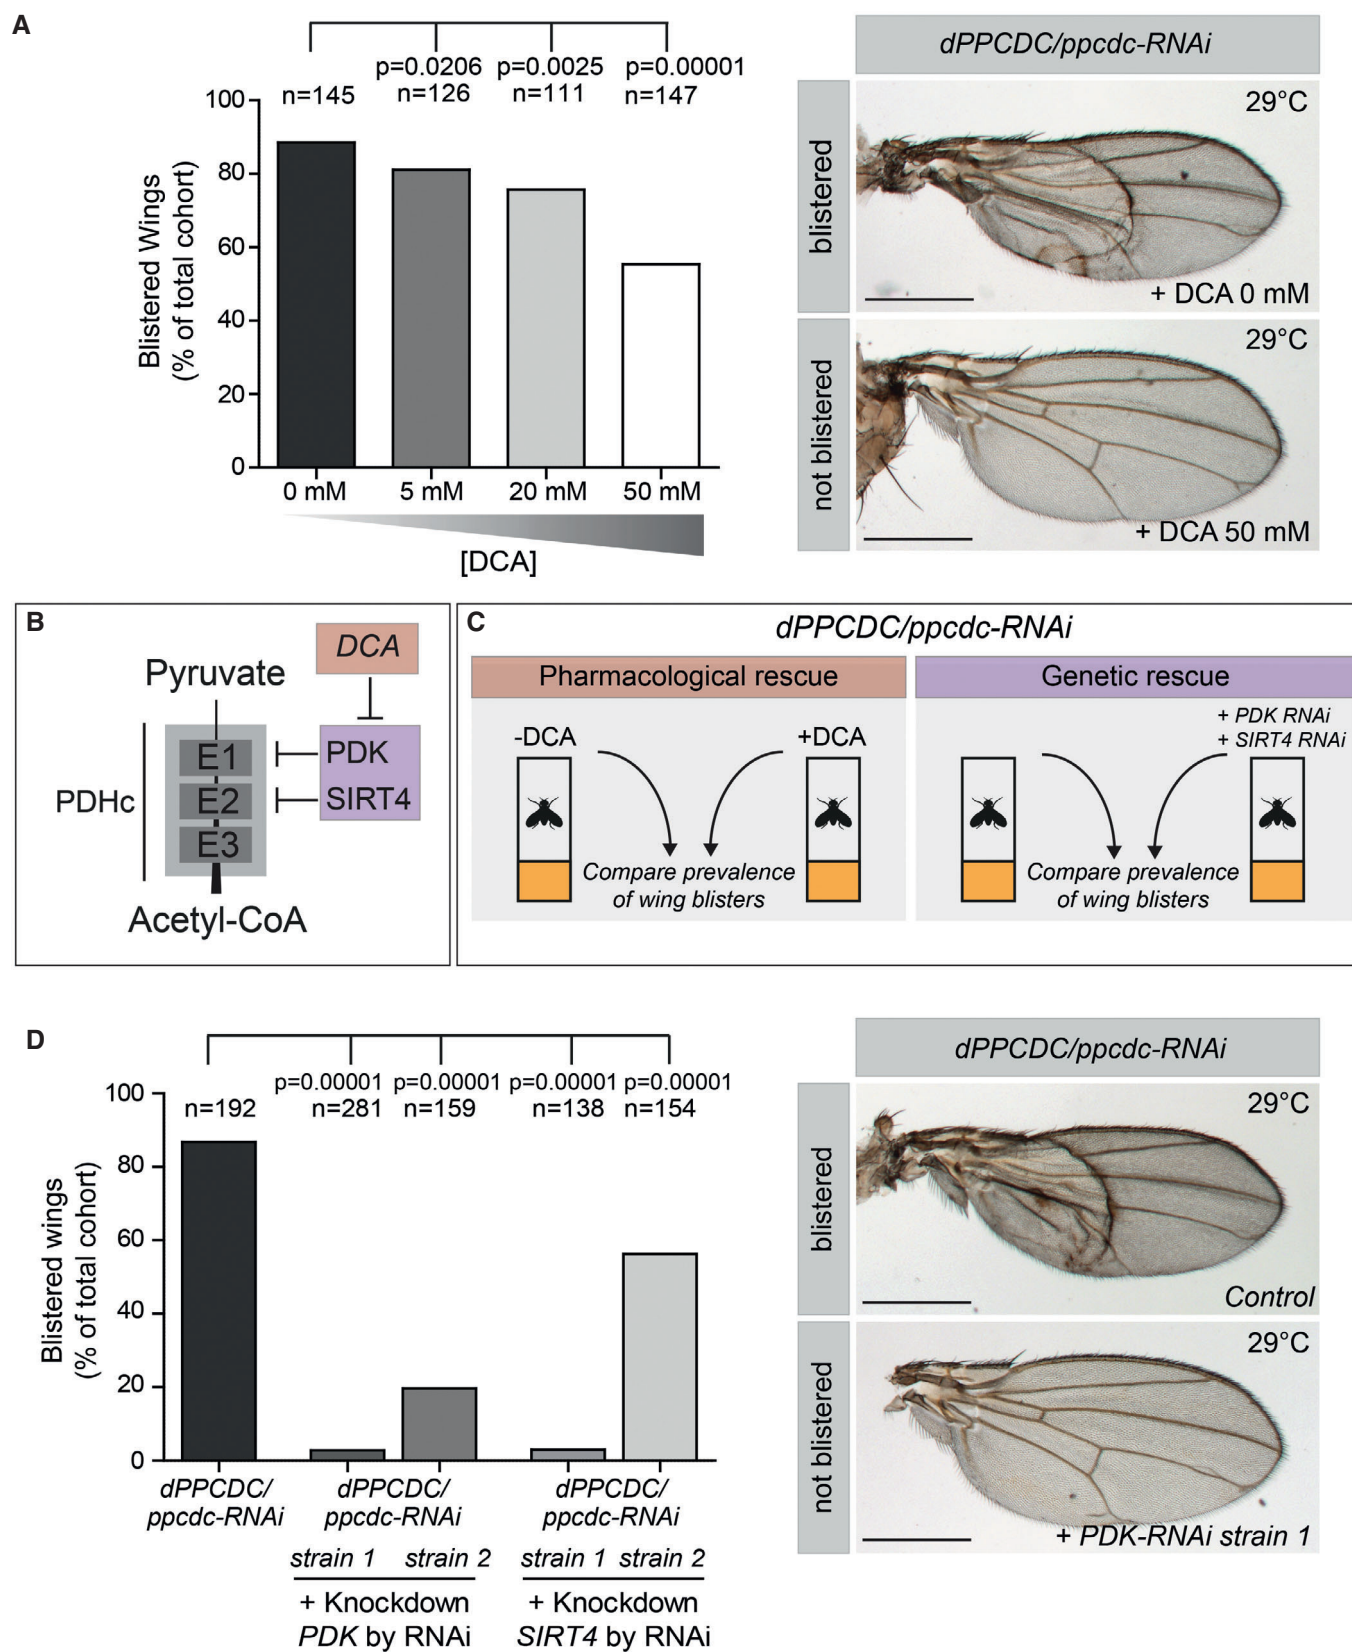 A
p=0.0206 p=0.0025 p=0.00001
n=145 n=126 n=111 n=147
100
80
60
40
20
0
Blistered Wings
(% of total cohort)
0 mM 5 mM 20 mM 50 mM
[DCA]
dPPCDC/ppcdc-RNAi
blistered
29°C
+ DCA 0 mM
not blistered
29°C
+ DCA 50 mM
B
DCA
Pyruvate
PDHc
E1
E2
E3
PDK
SIRT4
Acetyl-CoA
C
dPPCDC/ppcdc-RNAi
Pharmacological rescue
-DCA
+DCA
Compare prevalence
of wing blisters
Genetic rescue
+ PDK RNAi
+ SIRT4 RNAi
Compare prevalence
of wing blisters
D
p=0.00001 p=0.00001 p=0.00001 p=0.00001
n=192 n=281 n=159 n=138 n=154
100
80
60
40
20
0
Blistered wings
(% of total cohort)
dPPCDC/
ppcdc-RNAi
dPPCDC/
ppcdc-RNAi
strain 1 strain 2
+ Knockdown
PDK by RNAi
dPPCDC/
ppcdc-RNAi
strain 1 strain 2
+ Knockdown
SIRT4 by RNAi
dPPCDC/ppcdc-RNAi
blistered
29°C
Control
not blistered
29°C
+ PDK-RNAi strain 1